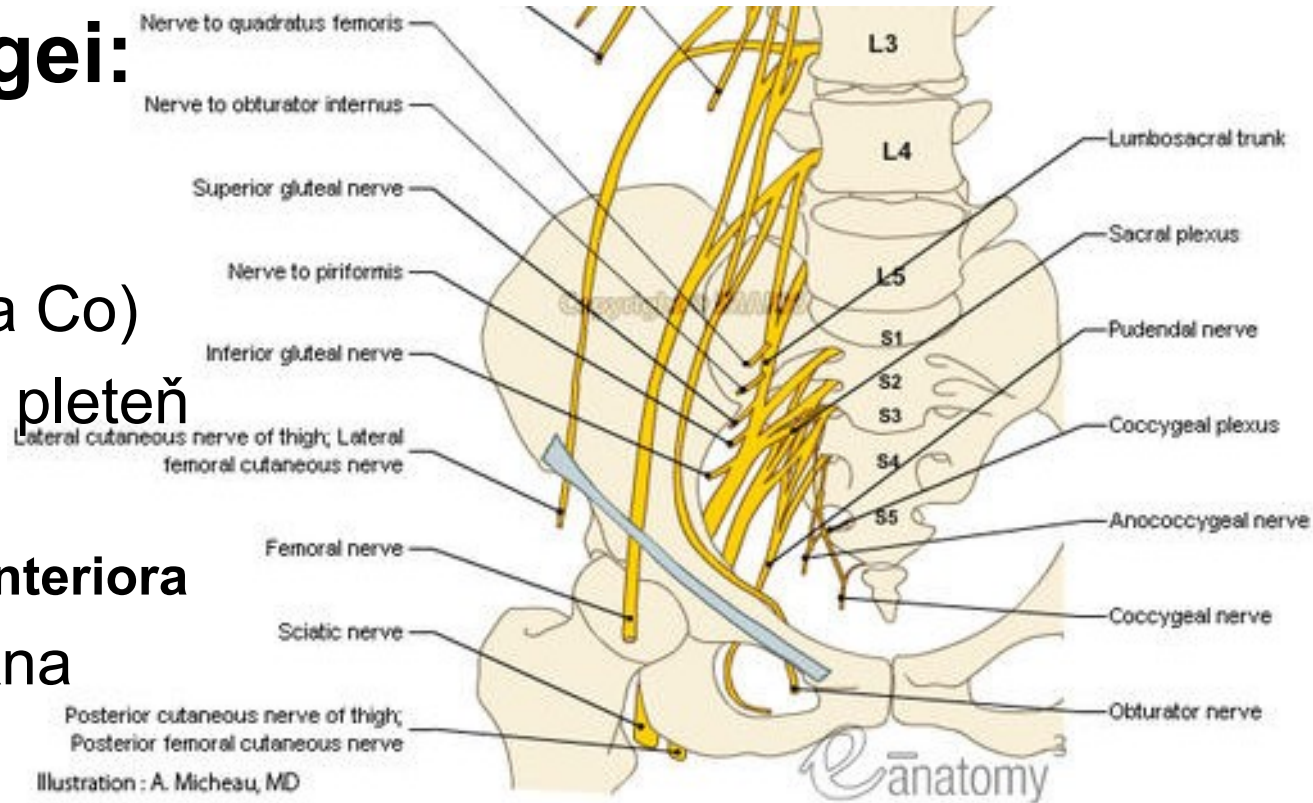 gei:
a Co)
pleteň
nteriora
na
Nerve to quadratus femoris
Nerve to obturator internus
Superior gluteal nerve
Nerve to piriformis
Inferior gluteal nerve
Lateral cutaneous nerve of thigh; Lateral
femoral cutaneous nerve
Femoral nerve
Sciatic nerve
Posterior cutaneous nerve of thigh;
Posterior femoral cutaneous nerve
Illustration : A. Micheau, MD
L3
L4
L5
S1
S2
S3
S4
S5
Lumbosacral trunk
Sacral plexus
Pudendal nerve
Coccygeal plexus
Anococcygeal nerve
Coccygeal nerve
Obturator nerve
e anatomy